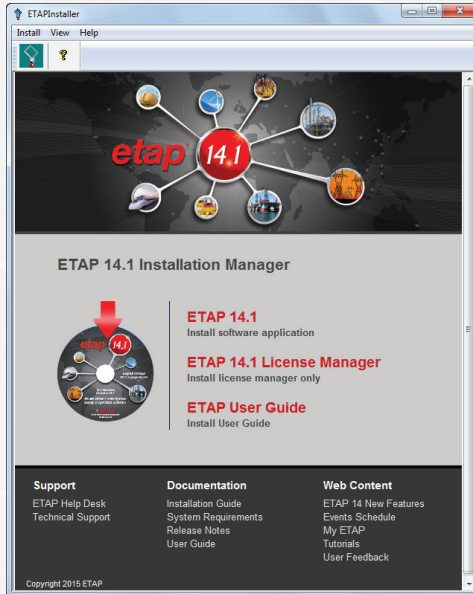 ETAPInstaller
Install View Help
?
etap 14.1
ETAP 14.1 Installation Manager
etap 14.1
ETAP 14.1
Install software application
ETAP 14.1 License Manager
Install license manager only
ETAP User Guide
Install User Guide
Support
ETAP Help Desk
Technical Support
Documentation
Installation Guide
System Requirements
Release Notes
User Guide
Web Content
ETAP 14 New Features
Events Schedule
My ETAP
Tutorials
User Feedback
Copyright 2015 ETAP